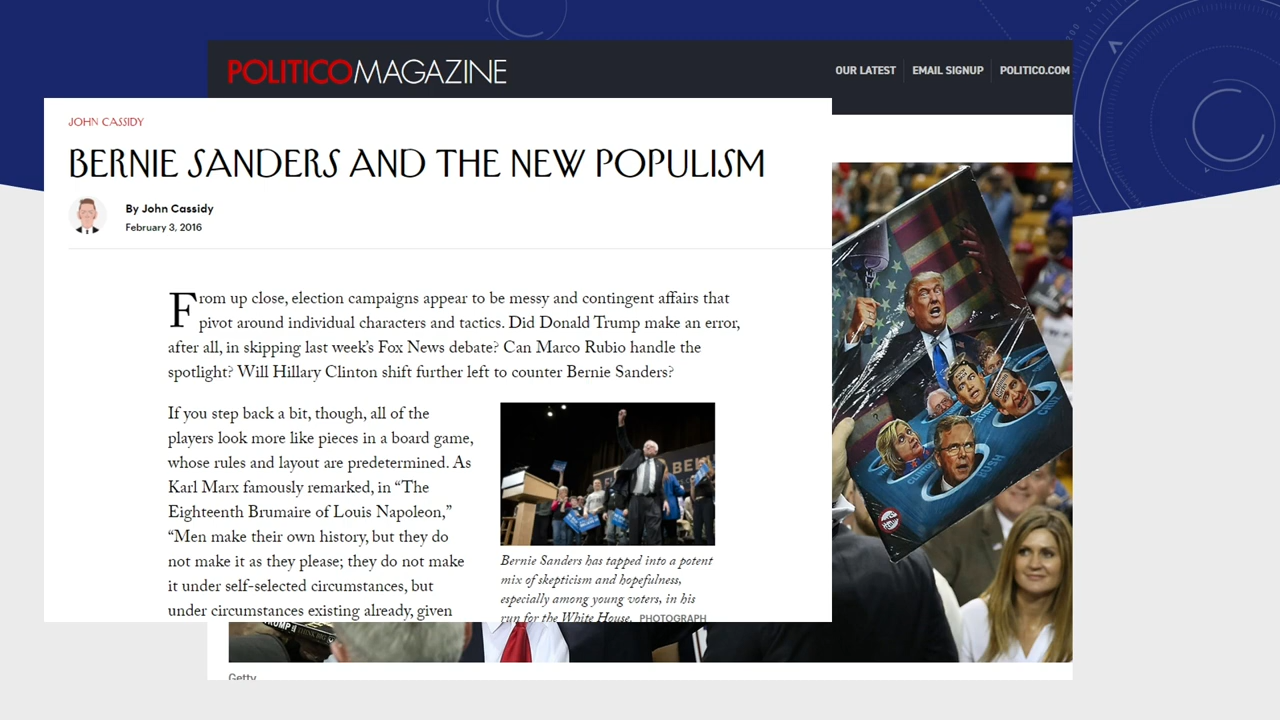 POLITICOMAGAZINE
OUR LATEST
EMAIL SIGNUP
POLITICO.COM
JOHN CASSIDY
BERNIE SANDERS AND THE NEW POPULISM
By John Cassidy
February 3, 2016
From up close, election campaigns appear to be messy and contingent affairs that
pivot around individual characters and tactics. Did Donald Trump make an error,
after all, in skipping last week's Fox News debate? Can Marco Rubio handle the
spotlight? Will Hillary Clinton shift further left to counter Bernie Sanders?
If you step back a bit, though, all of the
players look more like pieces in a board game,
whose rules and layout are predetermined. As
Karl Marx famously remarked, in “The
Eighteenth Brumaire of Louis Napoleon,”
“Men make their own history, but they do
not make it as they please; they do not make
it under self-selected circumstances, but
under circumstances existing already, given
Bernie Sanders has tapped into a potent
mix of skepticism and hopefulness,
especially among young voters, in his
run for the White House. PHOTOGRAPH
CLINTON
BUSH
CRUZ
Getty